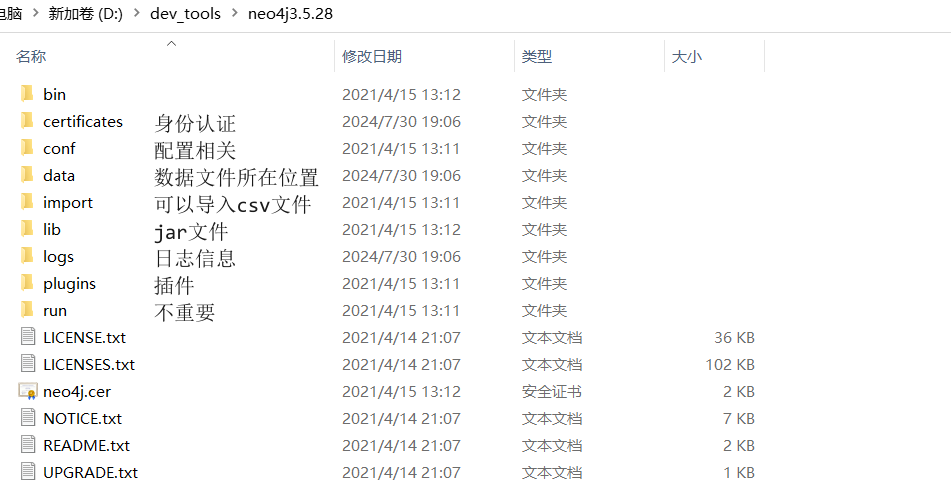 电脑 > 新加卷 (D:) > dev_tools > neo4j3.5.28
名称 修改日期 类型 大小
bin 2021/4/15 13:12 文件夹
certificates 身份认证 2024/7/30 19:06 文件夹
conf 配置相关 2021/4/15 13:11 文件夹
data 数据文件所在位置 2024/7/30 19:06 文件夹
import 可以导入csv文件 2021/4/15 13:11 文件夹
lib jar文件 2021/4/15 13:12 文件夹
logs 日志信息 2024/7/30 19:06 文件夹
plugins 插件 2021/4/15 13:11 文件夹
run 不重要 2021/4/15 13:11 文件夹
LICENSE.txt 2021/4/14 21:07 文本文档 36 KB
LICENSES.txt 2021/4/14 21:07 文本文档 102 KB
neo4j.cer 2021/4/15 13:12 安全证书 2 KB
NOTICE.txt 2021/4/14 21:07 文本文档 7 KB
README.txt 2021/4/14 21:07 文本文档 2 KB
UPGRADE.txt 2021/4/14 21:07 文本文档 1 KB